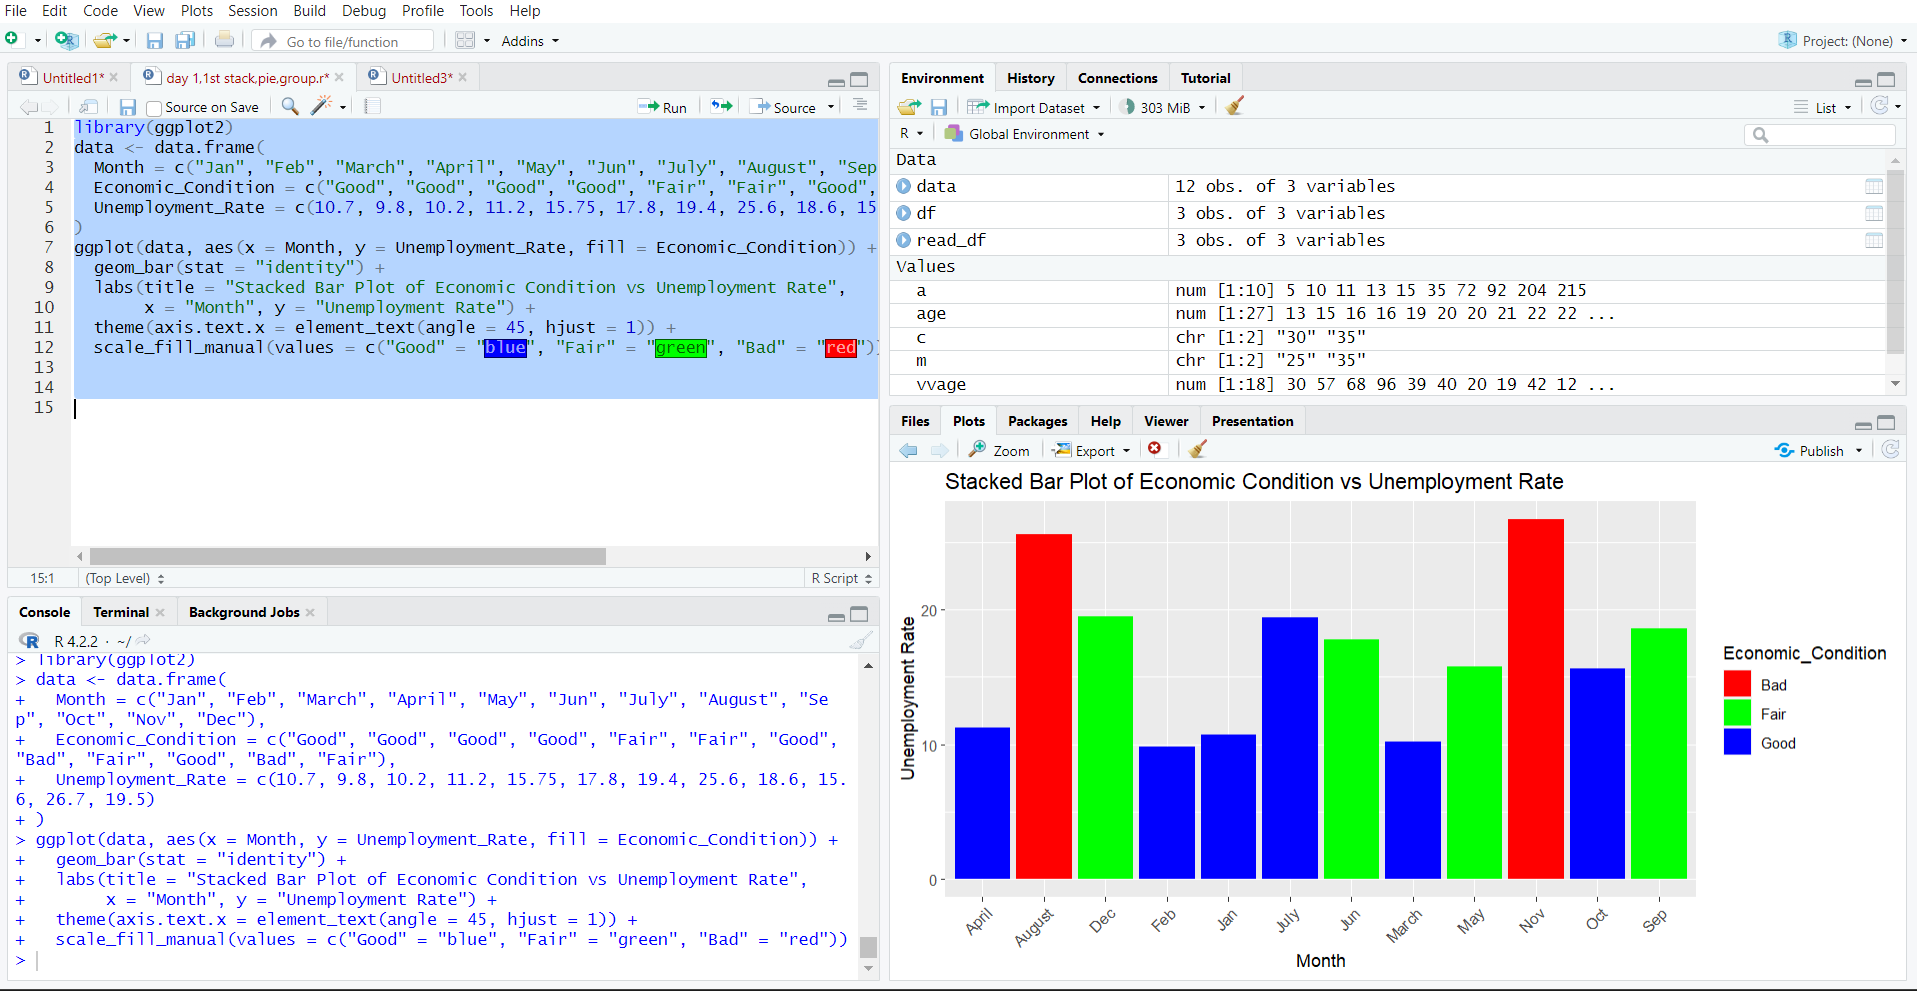 File Edit Code View Plots Session Build Debug Profile Tools Help
Go to file/function Addins Project: (None)
Untitled1* day 1,1st stack,pie,group.r* Untitled3*
Source on Save Run Source
1 library(ggplot2)
2 data <- data.frame(
3 Month = c("Jan", "Feb", "March", "April", "May", "Jun", "July", "August", "Sep
4 Economic_Condition = c("Good", "Good", "Good", "Good", "Fair", "Fair", "Good",
5 Unemployment_Rate = c(10.7, 9.8, 10.2, 11.2, 15.75, 17.8, 19.4, 25.6, 18.6, 15
6 )
7 ggplot(data, aes(x = Month, y = Unemployment_Rate, fill = Economic_Condition)) +
8 geom_bar(stat = "identity") +
9 labs(title = "Stacked Bar Plot of Economic Condition vs Unemployment Rate",
10 x = "Month", y = "Unemployment Rate") +
11 theme(axis.text.x = element_text(angle = 45, hjust = 1)) +
12 scale_fill_manual(values = c("Good" = "blue", "Fair" = "green", "Bad" = "red")
13
14
15
15:1 (Top Level) R Script
Console Terminal Background Jobs
R 4.2.2 · ~/
> library(ggplot2)
> data <- data.frame(
+ Month = c("Jan", "Feb", "March", "April", "May", "Jun", "July", "August", "Se
p", "Oct", "Nov", "Dec"),
+ Economic_Condition = c("Good", "Good", "Good", "Good", "Fair", "Fair", "Good",
"Bad", "Fair", "Good", "Bad", "Fair"),
+ Unemployment_Rate = c(10.7, 9.8, 10.2, 11.2, 15.75, 17.8, 19.4, 25.6, 18.6, 15.
6, 26.7, 19.5)
+ )
> ggplot(data, aes(x = Month, y = Unemployment_Rate, fill = Economic_Condition)) +
+ geom_bar(stat = "identity") +
+ labs(title = "Stacked Bar Plot of Economic Condition vs Unemployment Rate",
+ x = "Month", y = "Unemployment Rate") +
+ theme(axis.text.x = element_text(angle = 45, hjust = 1)) +
+ scale_fill_manual(values = c("Good" = "blue", "Fair" = "green", "Bad" = "red"))
>
Environment History Connections Tutorial
Import Dataset 303 MiB List
R Global Environment
Data
data 12 obs. of 3 variables
df 3 obs. of 3 variables
read_df 3 obs. of 3 variables
Values
a num [1:10] 5 10 11 13 15 35 72 92 204 215
age num [1:27] 13 15 16 16 19 20 20 21 22 22 ...
c chr [1:2] "30" "35"
m chr [1:2] "25" "35"
vvage num [1:18] 30 57 68 96 39 40 20 19 42 12 ...
Files Plots Packages Help Viewer Presentation
Zoom Export Publish
Stacked Bar Plot of Economic Condition vs Unemployment Rate
Unemployment Rate
20
10
0
April August Dec Feb Jan July Jun March May Nov Oct Sep
Month
Economic_Condition
Bad
Fair
Good